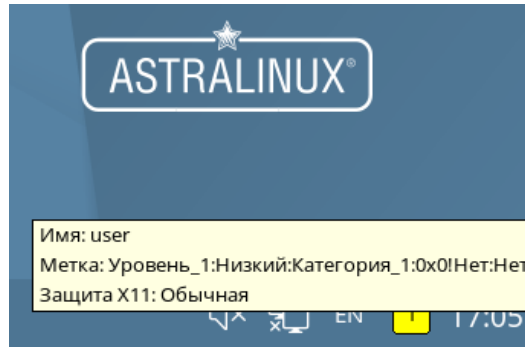 ASTRALINUX®
Имя: user
Метка: Уровень_1:Низкий:Категория_1:0x0!Нет:Нет
Защита X11: Обычная
EN 1 17:05